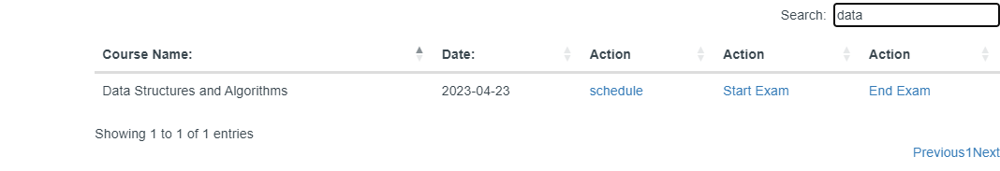 Search: data
Course Name: Date: Action Action Action
Data Structures and Algorithms 2023-04-23 schedule Start Exam End Exam
Showing 1 to 1 of 1 entries
Previous1Next